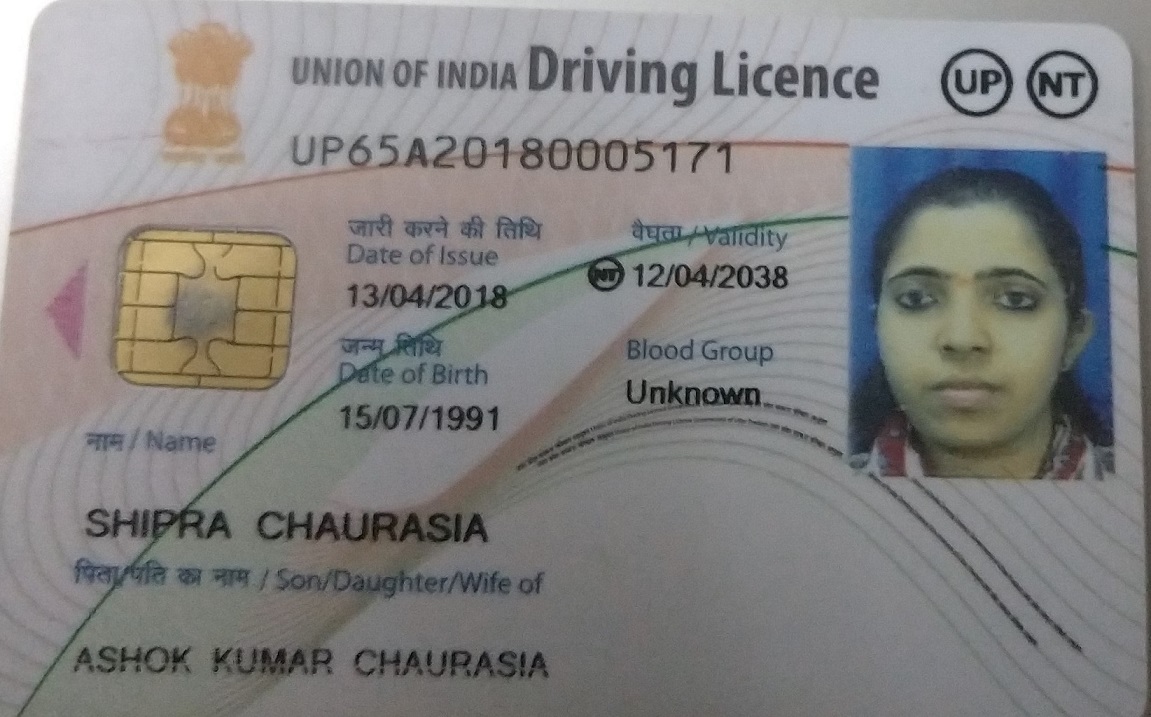 UNION OF INDIA Driving Licence UP NT
UP65A20180005171
जारी करने की तिथि
Date of Issue
13/04/2018
वैधता / Validity
NT 12/04/2038
जन्म तिथि
Date of Birth
15/07/1991
Blood Group
Unknown
नाम / Name
SHIPRA CHAURASIA
पिता/पति का नाम / Son/Daughter/Wife of
ASHOK KUMAR CHAURASIA